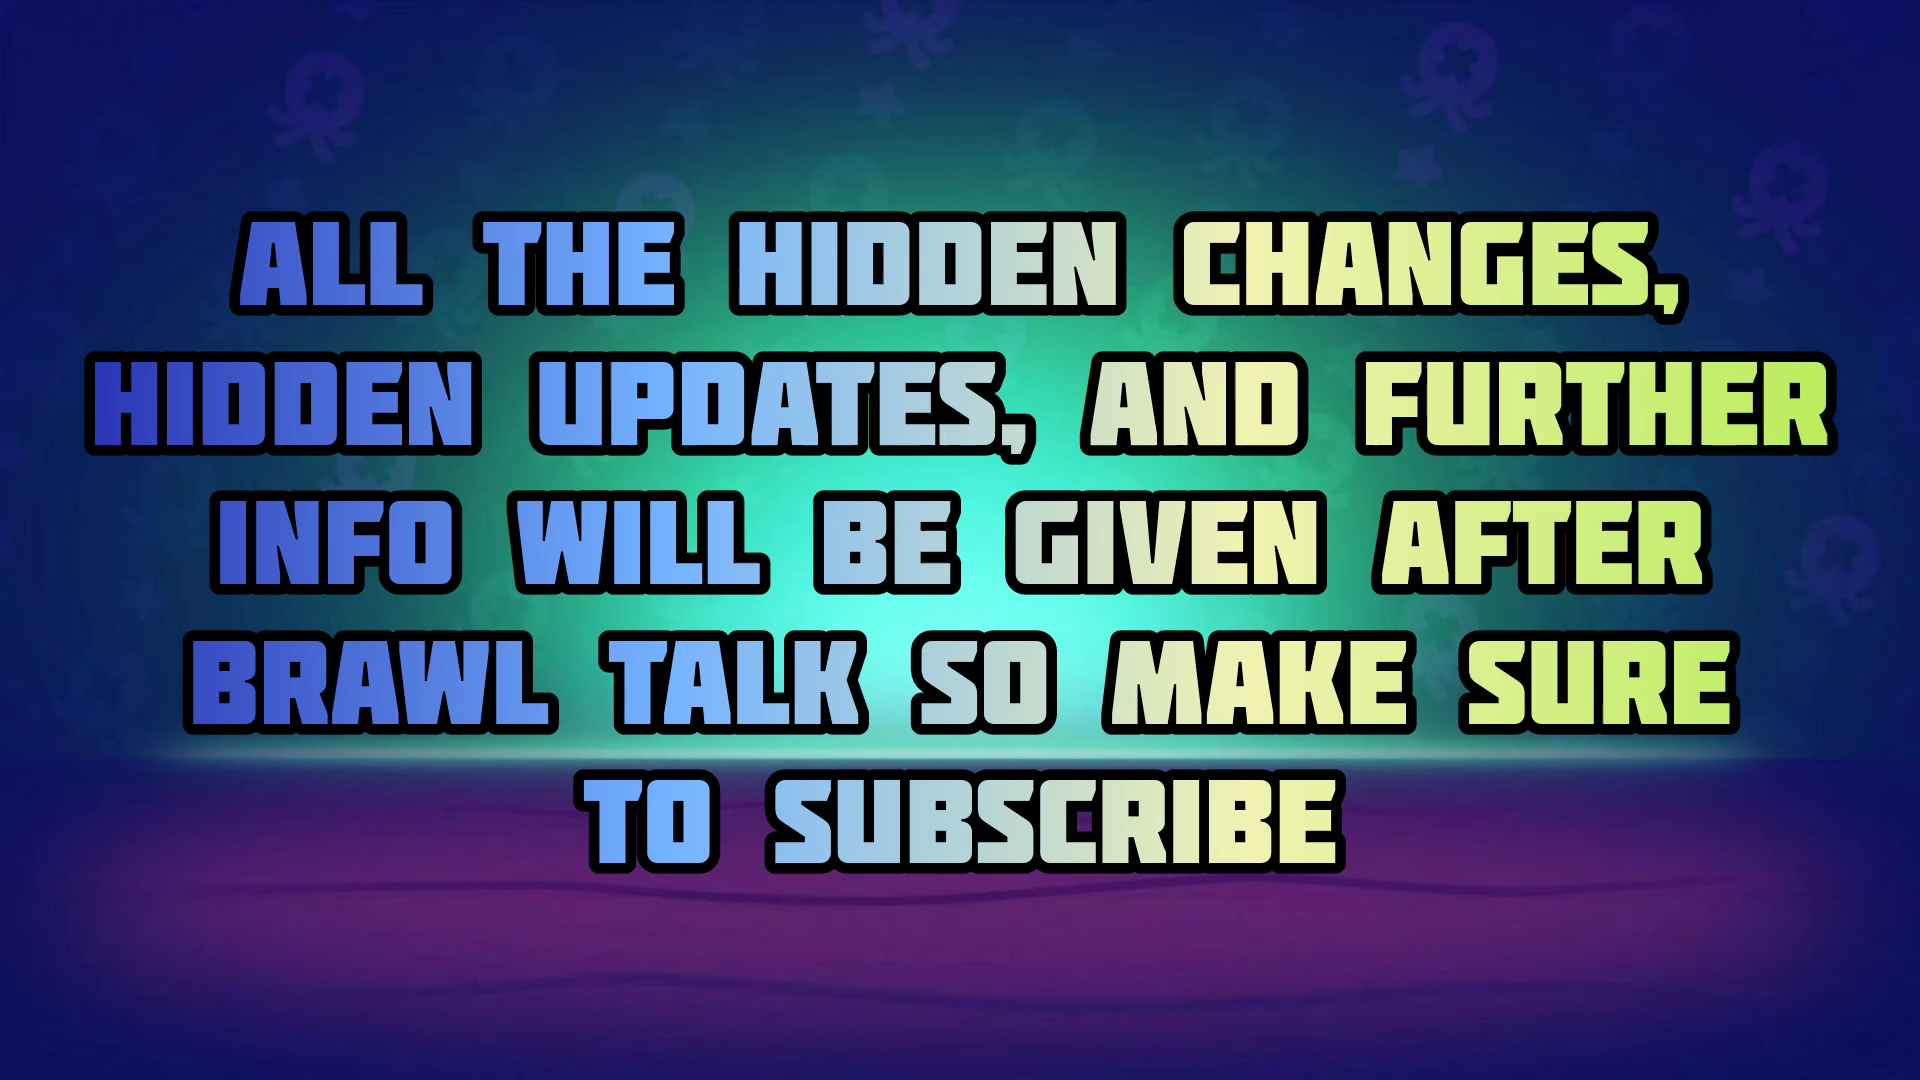 ALL THE HIDDEN CHANGES,
HIDDEN UPDATES, AND FURTHER
INFO WILL BE GIVEN AFTER
BRAWL TALK SO MAKE SURE
TO SUBSCRIBE